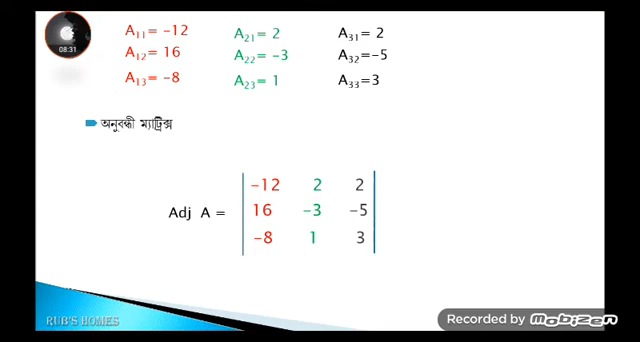 A11= –12 A21= 2 A31= 2
A12= 16 A22= –3 A32= –5
A13= –8 A23= 1 A33= 3
08:31
অনুবন্ধী ম্যাট্রিক্স
–12 2 2
Adj A = 16 –3 –5
–8 1 3
RUB'S HOMES
Recorded by Mobizen